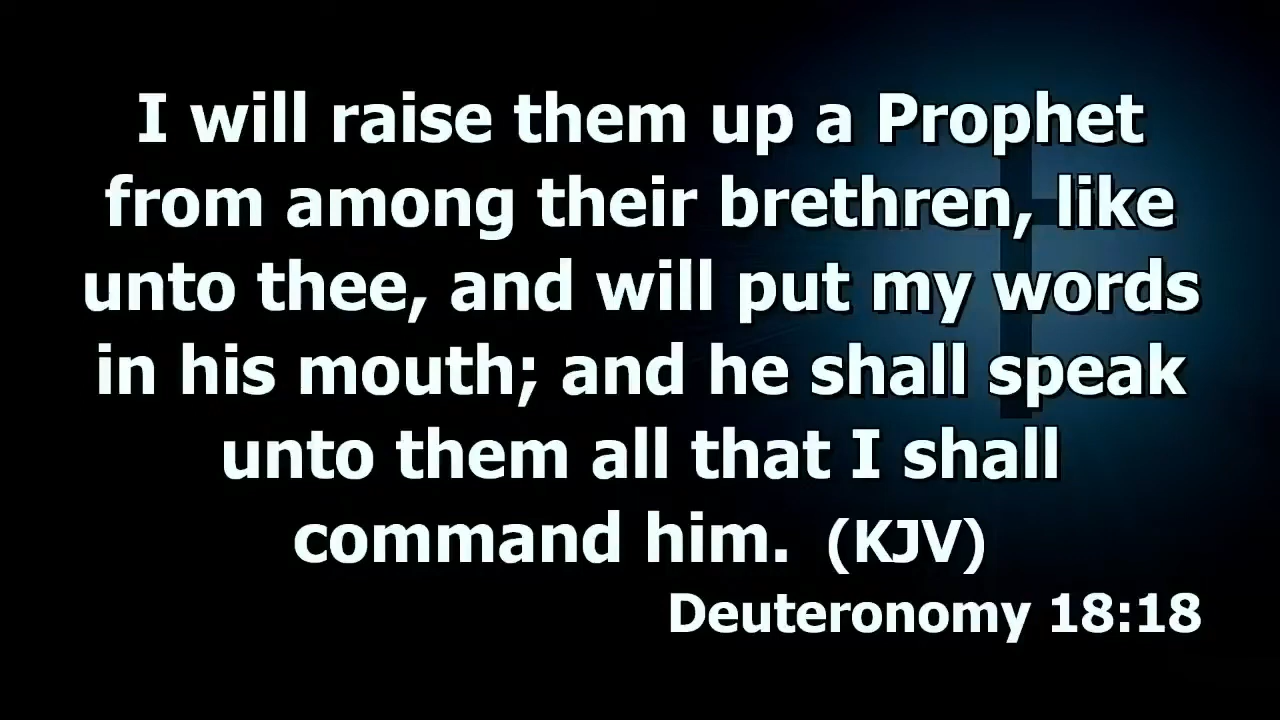 I will raise them up a Prophet
from among their brethren, like
unto thee, and will put my words
in his mouth; and he shall speak
unto them all that I shall
command him. (KJV)
Deuteronomy 18:18